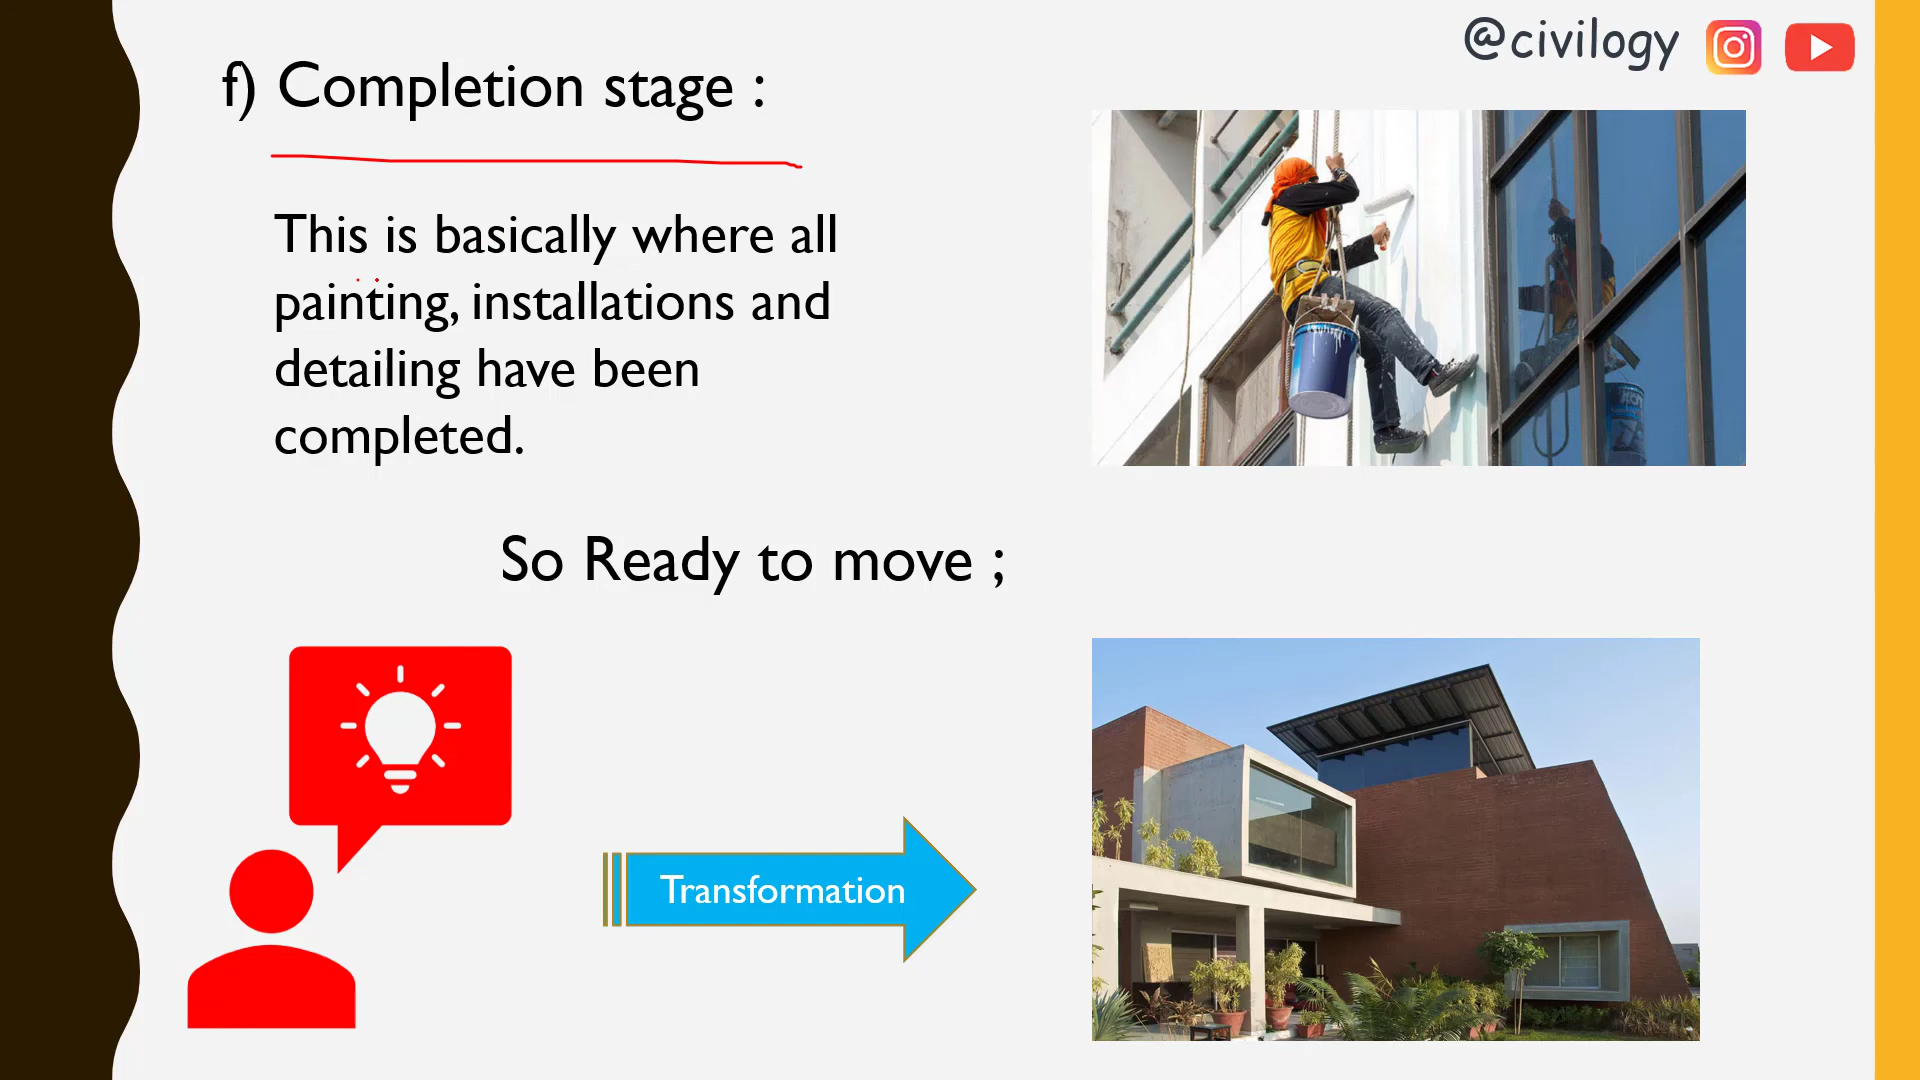 @civilogy
f) Completion stage :
This is basically where all
painting, installations and
detailing have been
completed.
So Ready to move ;
Transformation